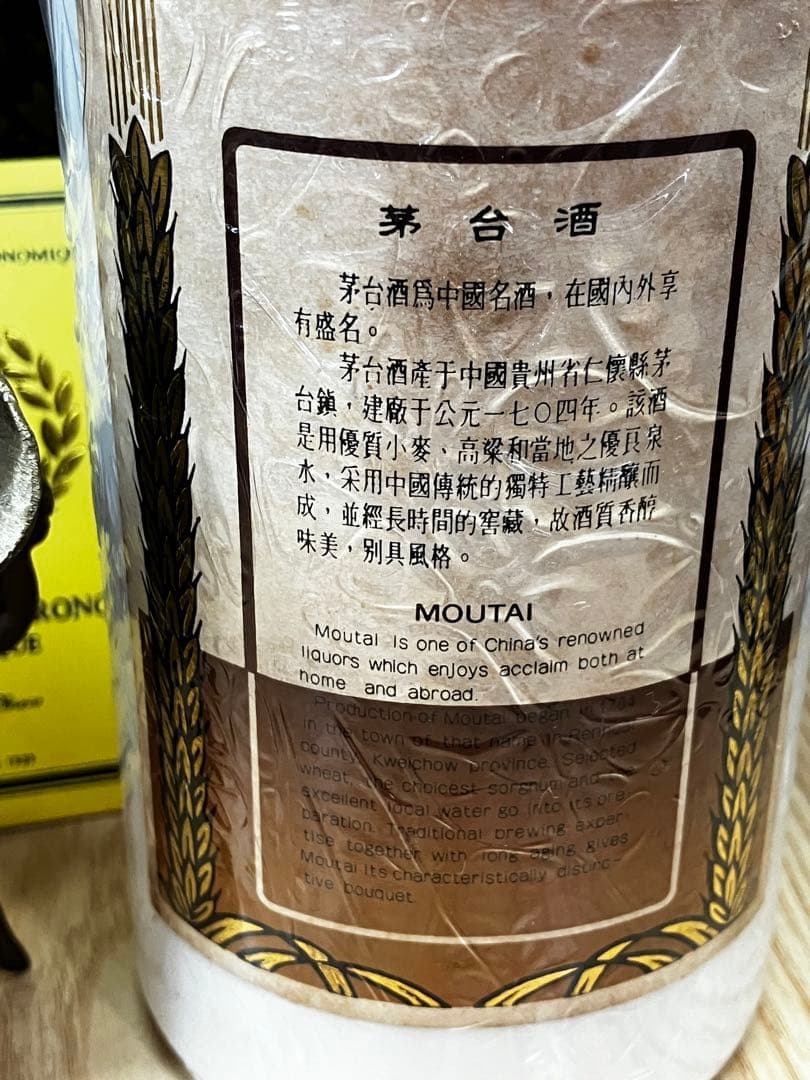 茅台酒
茅台酒爲中國名酒，在國內外享
有盛名。
茅台酒產于中國貴州省仁懷縣茅
台鎮，建廠于公元一七〇四年。該酒
是用優質小麥、高粱和當地之優良泉
水，采用中國傳統的獨特工藝精釀而
成，並經長時間的窖藏，故酒質香醇
味美，別具風格。
MOUTAI
Moutai is one of China's renowned
liquors which enjoys acclaim both at
home and abroad.
Production of Moutai began in 1704
in the town of that name in Renhuai
county, Kweichow province. Selected
wheat, the choicest sorghum and
excellent local water go into its pre-
paration. Traditional brewing exper-
tise together with long aging gives
Moutai its characteristically distinc-
tive bouquet.